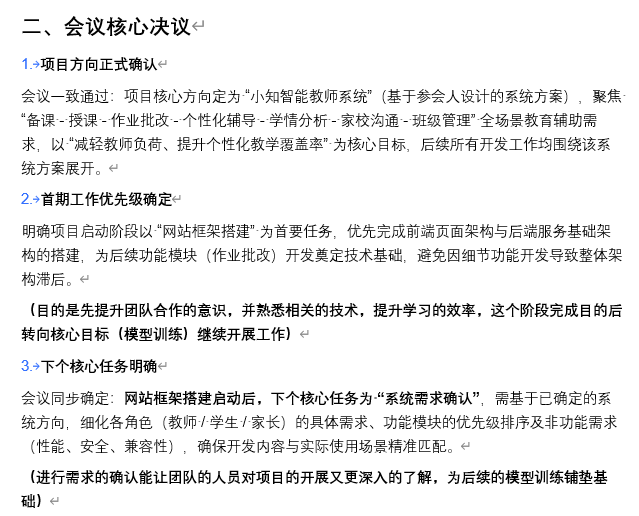 二、会议核心决议
1.项目方向正式确认
会议一致通过：项目核心方向定为“小知智能教师系统”（基于参会人设计的系统方案），聚焦
“备课 - 授课 - 作业批改 - 个性化辅导 - 学情分析 - 家校沟通 - 班级管理” 全场景教育辅助需
求，以 “减轻教师负荷、提升个性化教学覆盖率” 为核心目标，后续所有开发工作均围绕该系
统方案展开。
2.首期工作优先级确定
明确项目启动阶段以 “网站框架搭建” 为首要任务，优先完成前端页面架构与后端服务基础架
构的搭建，为后续功能模块（作业批改）开发奠定技术基础，避免因细节功能开发导致整体架
构滞后。
（目的是先提升团队合作的意识，并熟悉相关的技术，提升学习的效率，这个阶段完成目的后
转向核心目标（模型训练）继续开展工作）
3.下个核心任务明确
会议同步确定：网站框架搭建启动后，下个核心任务为 “系统需求确认”，需基于已确定的系
统方向，细化各角色（教师 / 学生 / 家长）的具体需求、功能模块的优先级排序及非功能需求
（性能、安全、兼容性），确保开发内容与实际使用场景精准匹配。
（进行需求的确认能让团队的人员对项目的开展又更深入的了解，为后续的模型训练铺垫基
础）